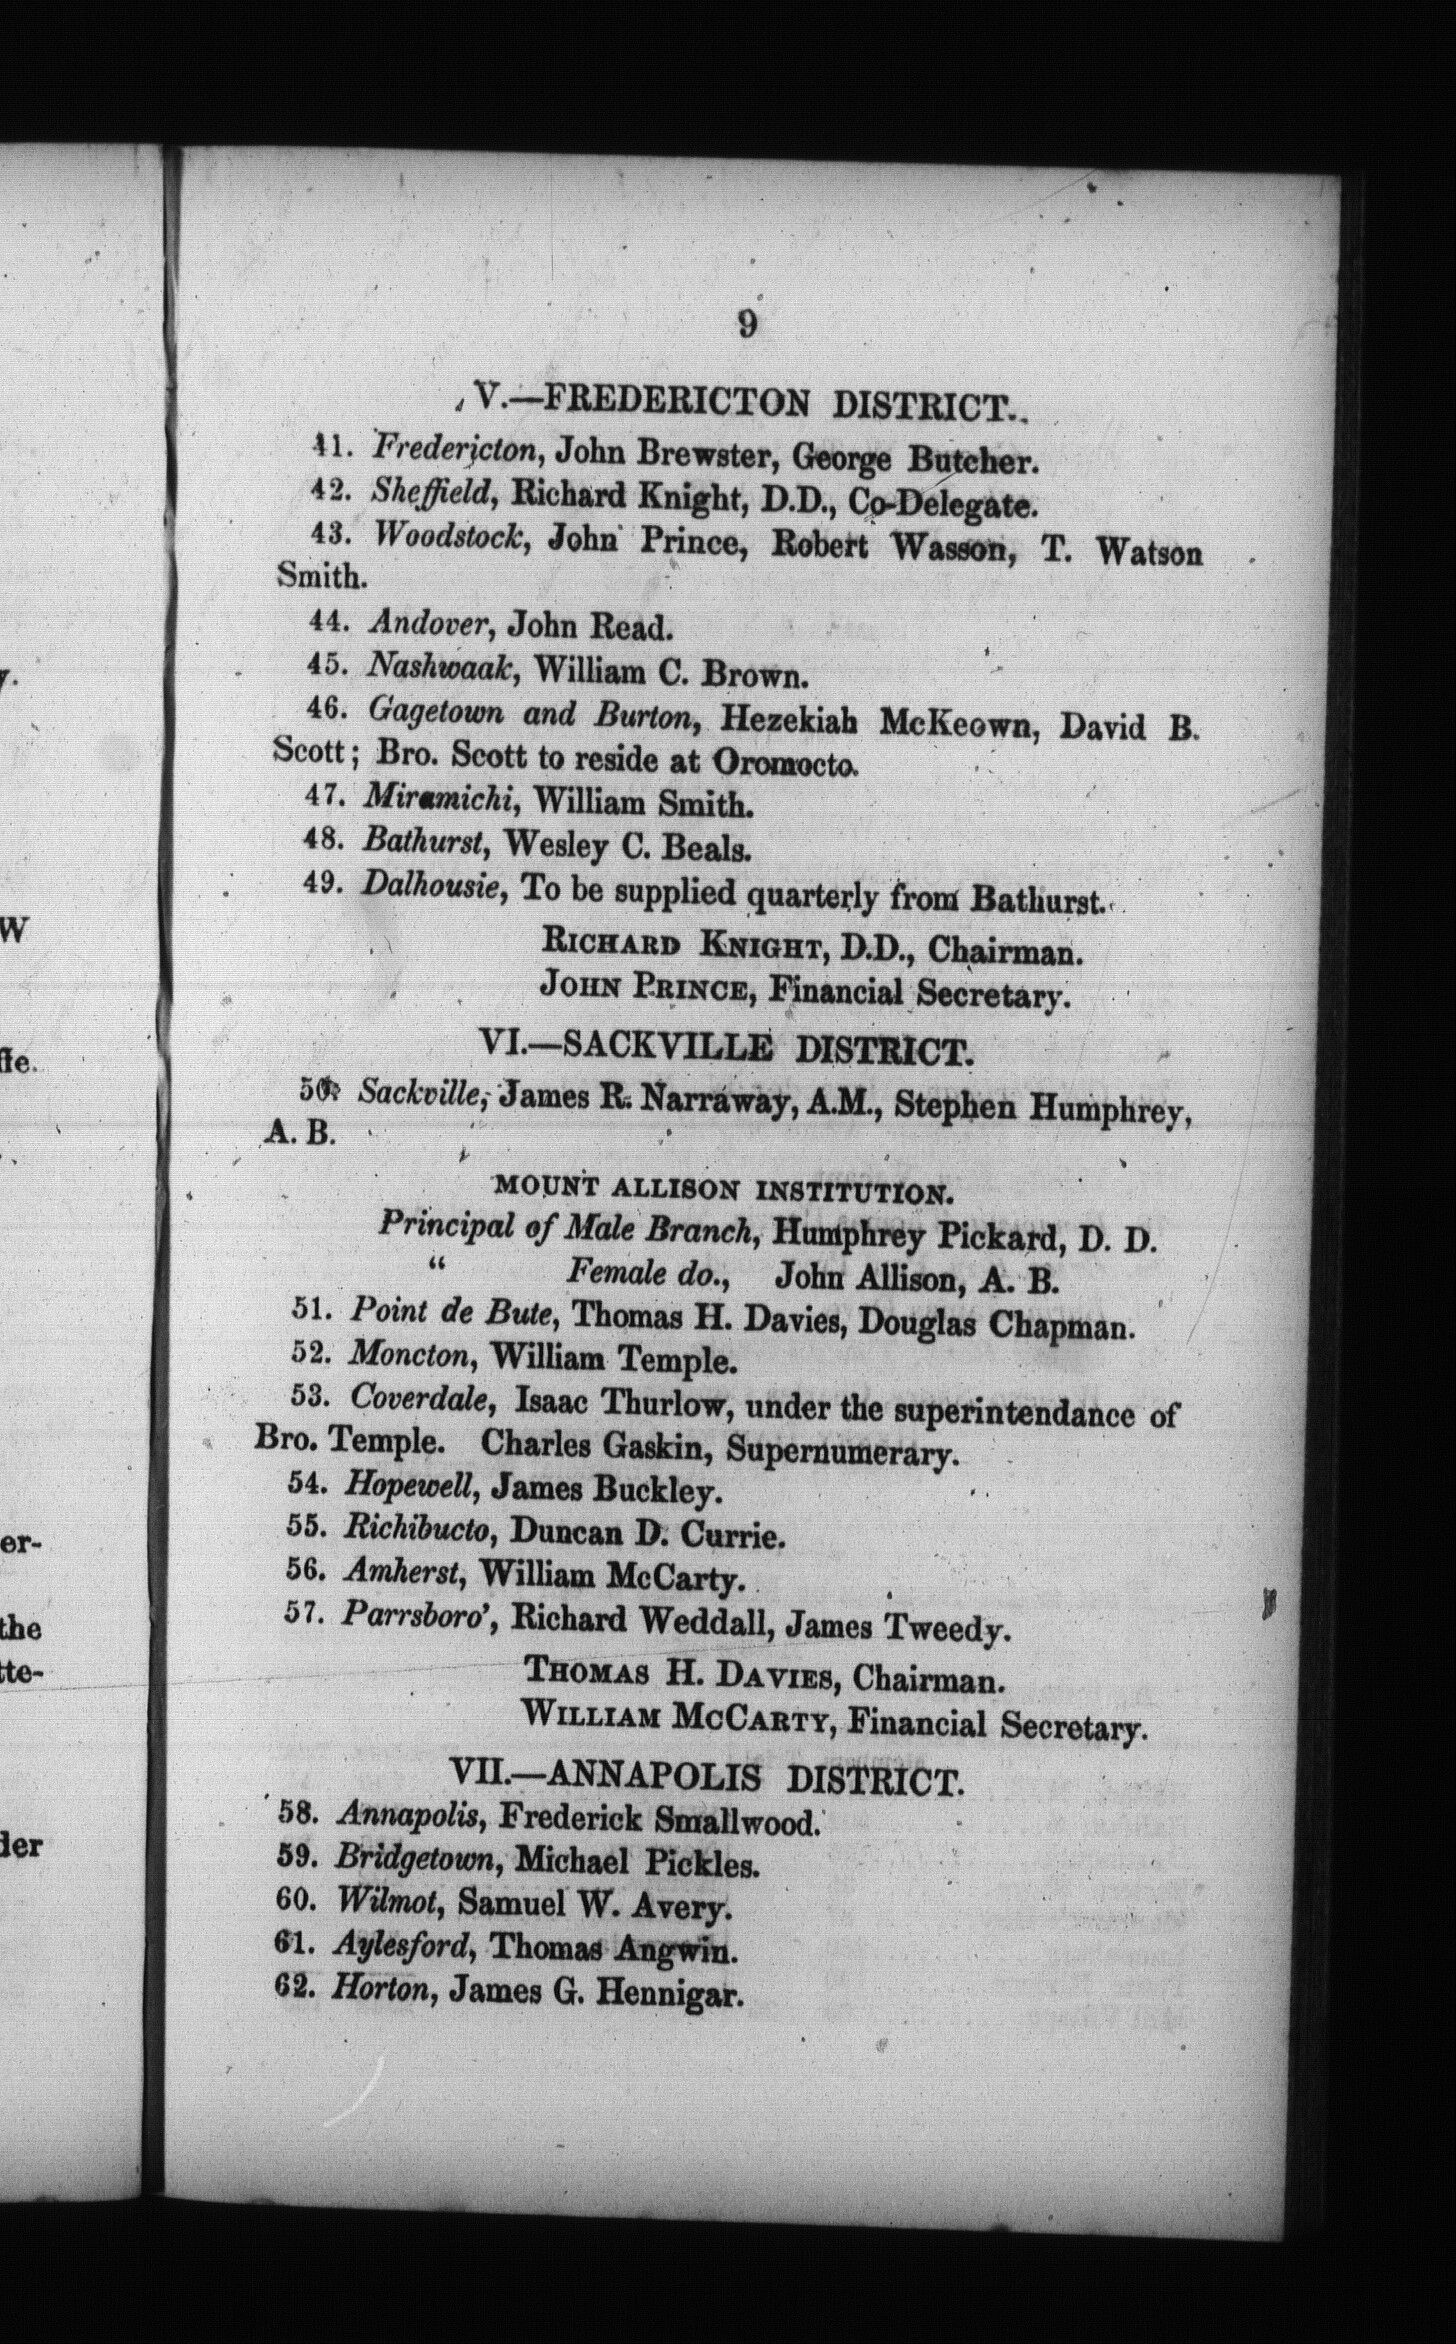 y.
W
ffe.
er-
the
tte-
der
9
V.—FREDERICTON DISTRICT.
41. Fredericton, John Brewster, George Butcher.
42. Sheffield, Richard Knight, D.D., Co-Delegate.
43. Woodstock, John Prince, Robert Wasson, T. Watson
Smith.
44. Andover, John Read.
45. Nashwaak, William C. Brown.
46. Gagetown and Burton, Hezekiah McKeown, David B.
Scott; Bro. Scott to reside at Oromocto.
47. Miramichi, William Smith.
48. Bathurst, Wesley C. Beals.
49. Dalhousie, To be supplied quarterly from Bathurst.
RICHARD KNIGHT, D.D., Chairman.
JOHN PRINCE, Financial Secretary.
VI.—SACKVILLE DISTRICT.
50. Sackville, James R. Narraway, A.M., Stephen Humphrey,
A. B.
MOUNT ALLISON INSTITUTION.
Principal of Male Branch, Humphrey Pickard, D. D.
“ Female do., John Allison, A. B.
51. Point de Bute, Thomas H. Davies, Douglas Chapman.
52. Moncton, William Temple.
53. Coverdale, Isaac Thurlow, under the superintendance of
Bro. Temple. Charles Gaskin, Supernumerary.
54. Hopewell, James Buckley.
55. Richibucto, Duncan D. Currie.
56. Amherst, William McCarty.
57. Parrsboro’, Richard Weddall, James Tweedy.
THOMAS H. DAVIES, Chairman.
WILLIAM MCCARTY, Financial Secretary.
VII.—ANNAPOLIS DISTRICT.
58. Annapolis, Frederick Smallwood.
59. Bridgetown, Michael Pickles.
60. Wilmot, Samuel W. Avery.
61. Aylesford, Thomas Angwin.
62. Horton, James G. Hennigar.